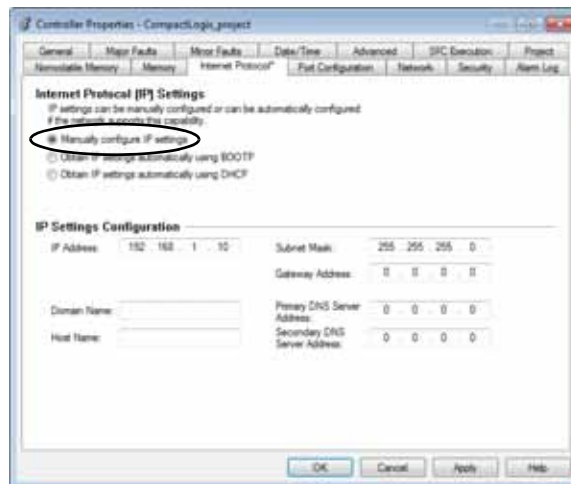 Controller Properties - CompactLogix_project
General Major Faults Minor Faults Date/Time Advanced SFC Execution Project
Nonvolatile Memory Memory Internet Protocol* Port Configuration Network Security Alarm Log
Internet Protocol (IP) Settings
IP settings can be manually configured or can be automatically configured
if the network supports this capability.
Manually configure IP settings
Obtain IP settings automatically using BOOTP
Obtain IP settings automatically using DHCP
IP Settings Configuration
IP Address: 192 . 168 . 1 . 10 Subnet Mask: 255 . 255 . 255 . 0
Gateway Address: 0 . 0 . 0 . 0
Domain Name: Primary DNS Server Address: 0 . 0 . 0 . 0
Host Name: Secondary DNS Server Address: 0 . 0 . 0 . 0
OK Cancel Apply Help